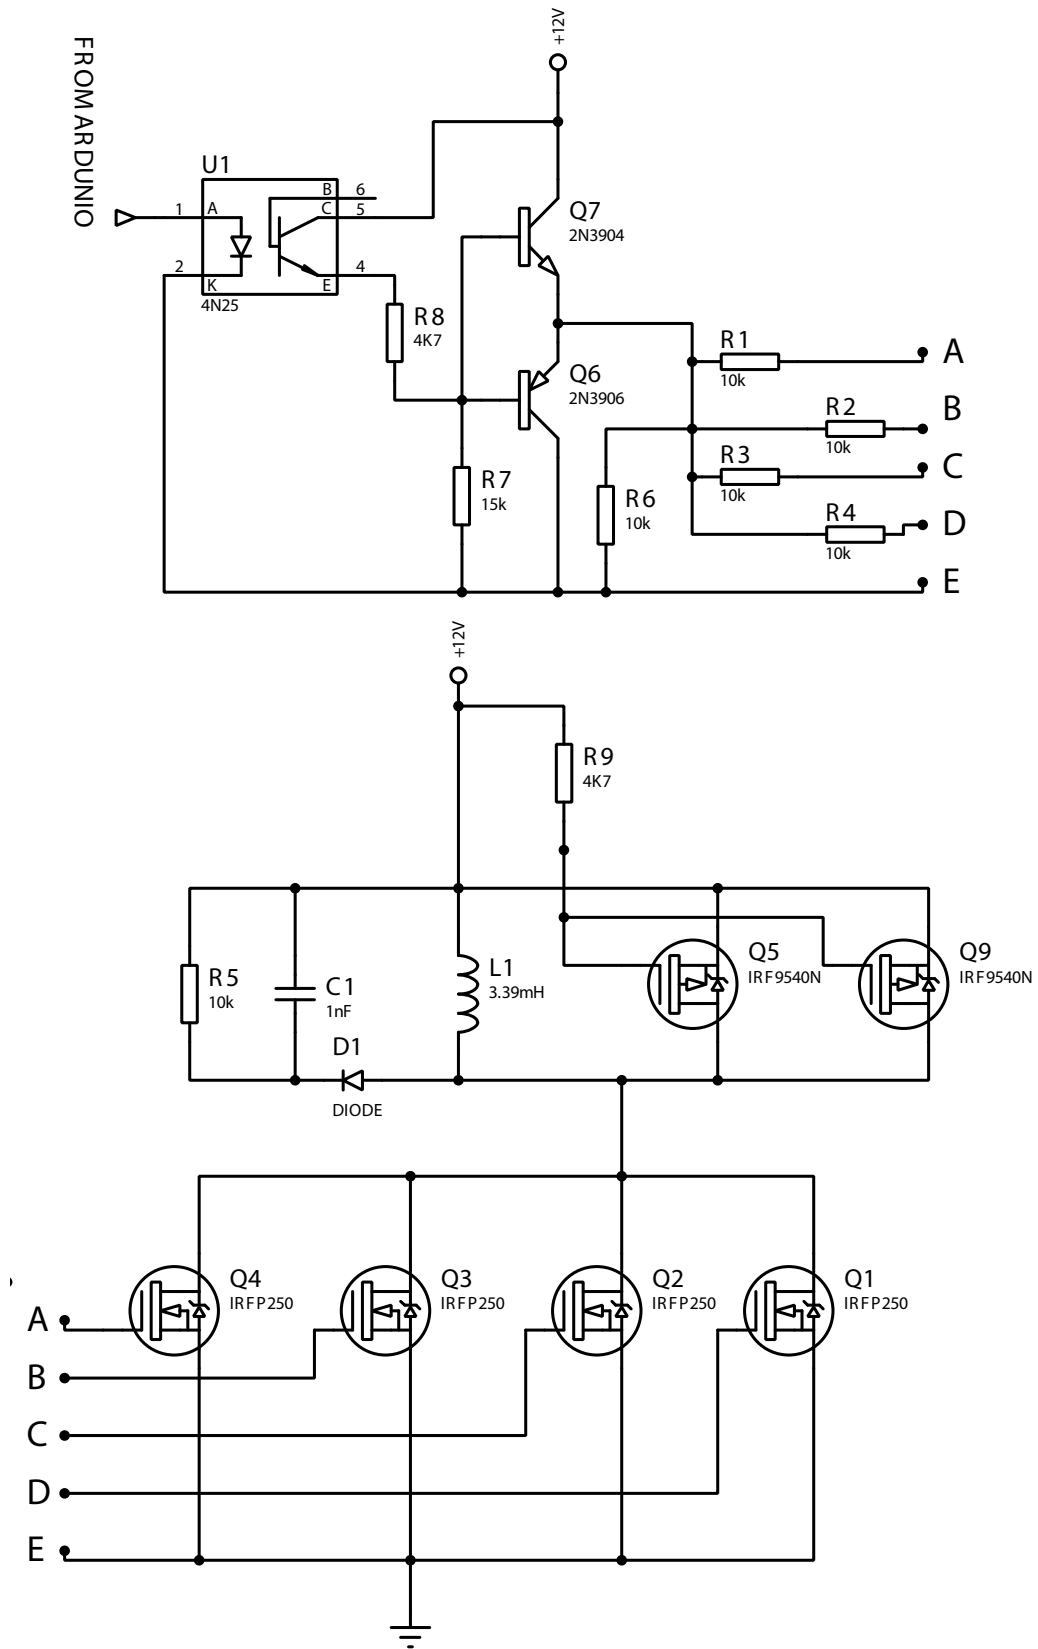 +12V
FROM ARDUNIO
U1
B 6
1 A C 5
2 K E 4
4N25
Q7
2N3904
R8
4K7
Q6
2N3906
R1
10k
A
R2
10k
B
R3
10k
C
R4
10k
D
R7
15k
R6
10k
E
+12V
R9
4K7
R5
10k
C1
1nF
L1
3.39mH
Q5
IRF9540N
Q9
IRF9540N
D1
DIODE
Q4
IRFP250
Q3
IRFP250
Q2
IRFP250
Q1
IRFP250
A
B
C
D
E